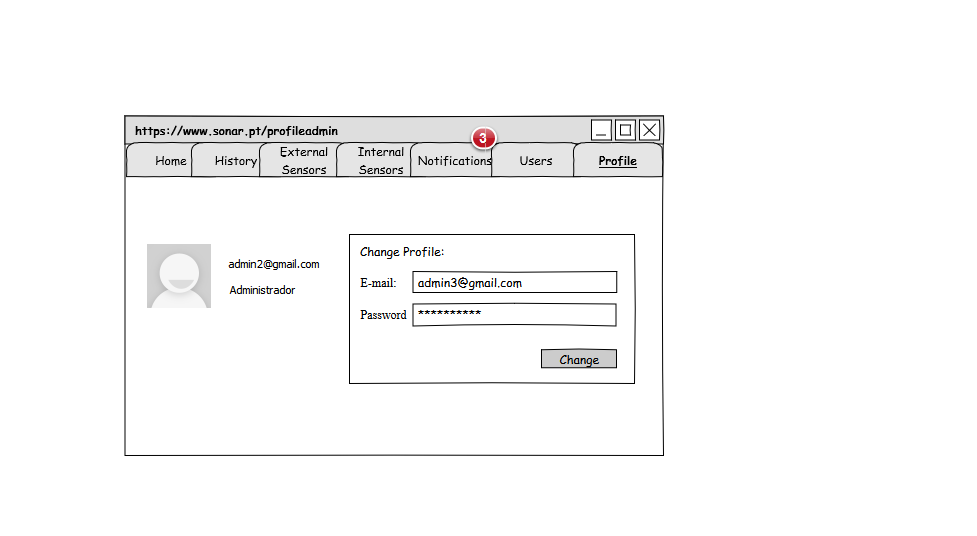 https://www.sonar.pt/profileadmin
3
Home
History
External
Sensors
Internal
Sensors
Notifications
Users
Profile
admin2@gmail.com
Administrador
Change Profile:
E-mail: admin3@gmail.com
Password **********
Change